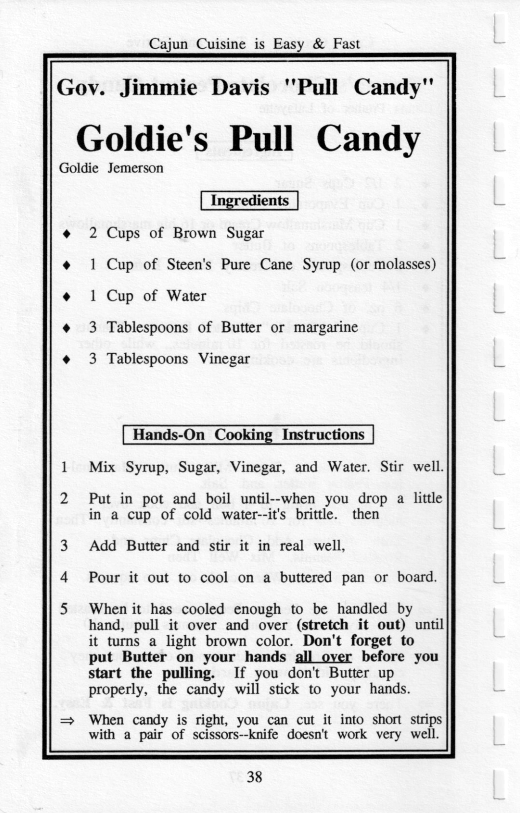 Cajun Cuisine is Easy & Fast
Gov. Jimmie Davis "Pull Candy"
Goldie's Pull Candy
Goldie Jemerson
Ingredients
♦ 2 Cups of Brown Sugar
♦ 1 Cup of Steen's Pure Cane Syrup (or molasses)
♦ 1 Cup of Water
♦ 3 Tablespoons of Butter or margarine
♦ 3 Tablespoons Vinegar
Hands-On Cooking Instructions
1 Mix Syrup, Sugar, Vinegar, and Water. Stir well.
2 Put in pot and boil until--when you drop a little
in a cup of cold water--it's brittle. then
3 Add Butter and stir it in real well,
4 Pour it out to cool on a buttered pan or board.
5 When it has cooled enough to be handled by
hand, pull it over and over (stretch it out) until
it turns a light brown color. Don't forget to
put Butter on your hands all over before you
start the pulling. If you don't Butter up
properly, the candy will stick to your hands.
⇒ When candy is right, you can cut it into short strips
with a pair of scissors--knife doesn't work very well.
38